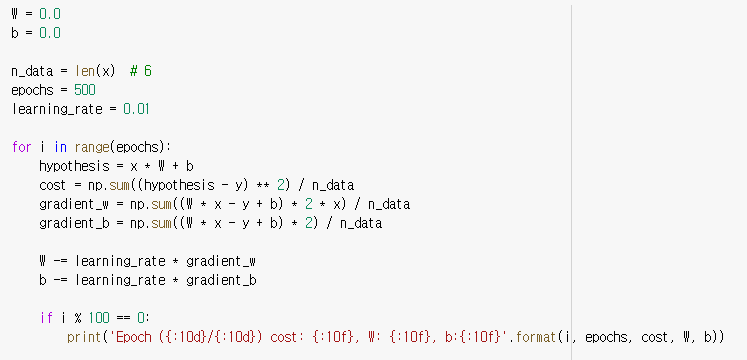 W = 0.0
b = 0.0
n_data = len(x)  # 6
epochs = 500
learning_rate = 0.01
for i in range(epochs):
    hypothesis = x * W + b
    cost = np.sum((hypothesis - y) ** 2) / n_data
    gradient_w = np.sum((W * x - y + b) * 2 * x) / n_data
    gradient_b = np.sum((W * x - y + b) * 2) / n_data
    W -= learning_rate * gradient_w
    b -= learning_rate * gradient_b
    if i % 100 == 0:
        print('Epoch ({:10d}/{:10d}) cost: {:10f}, W: {:10f}, b:{:10f}'.format(i, epochs, cost, W, b))